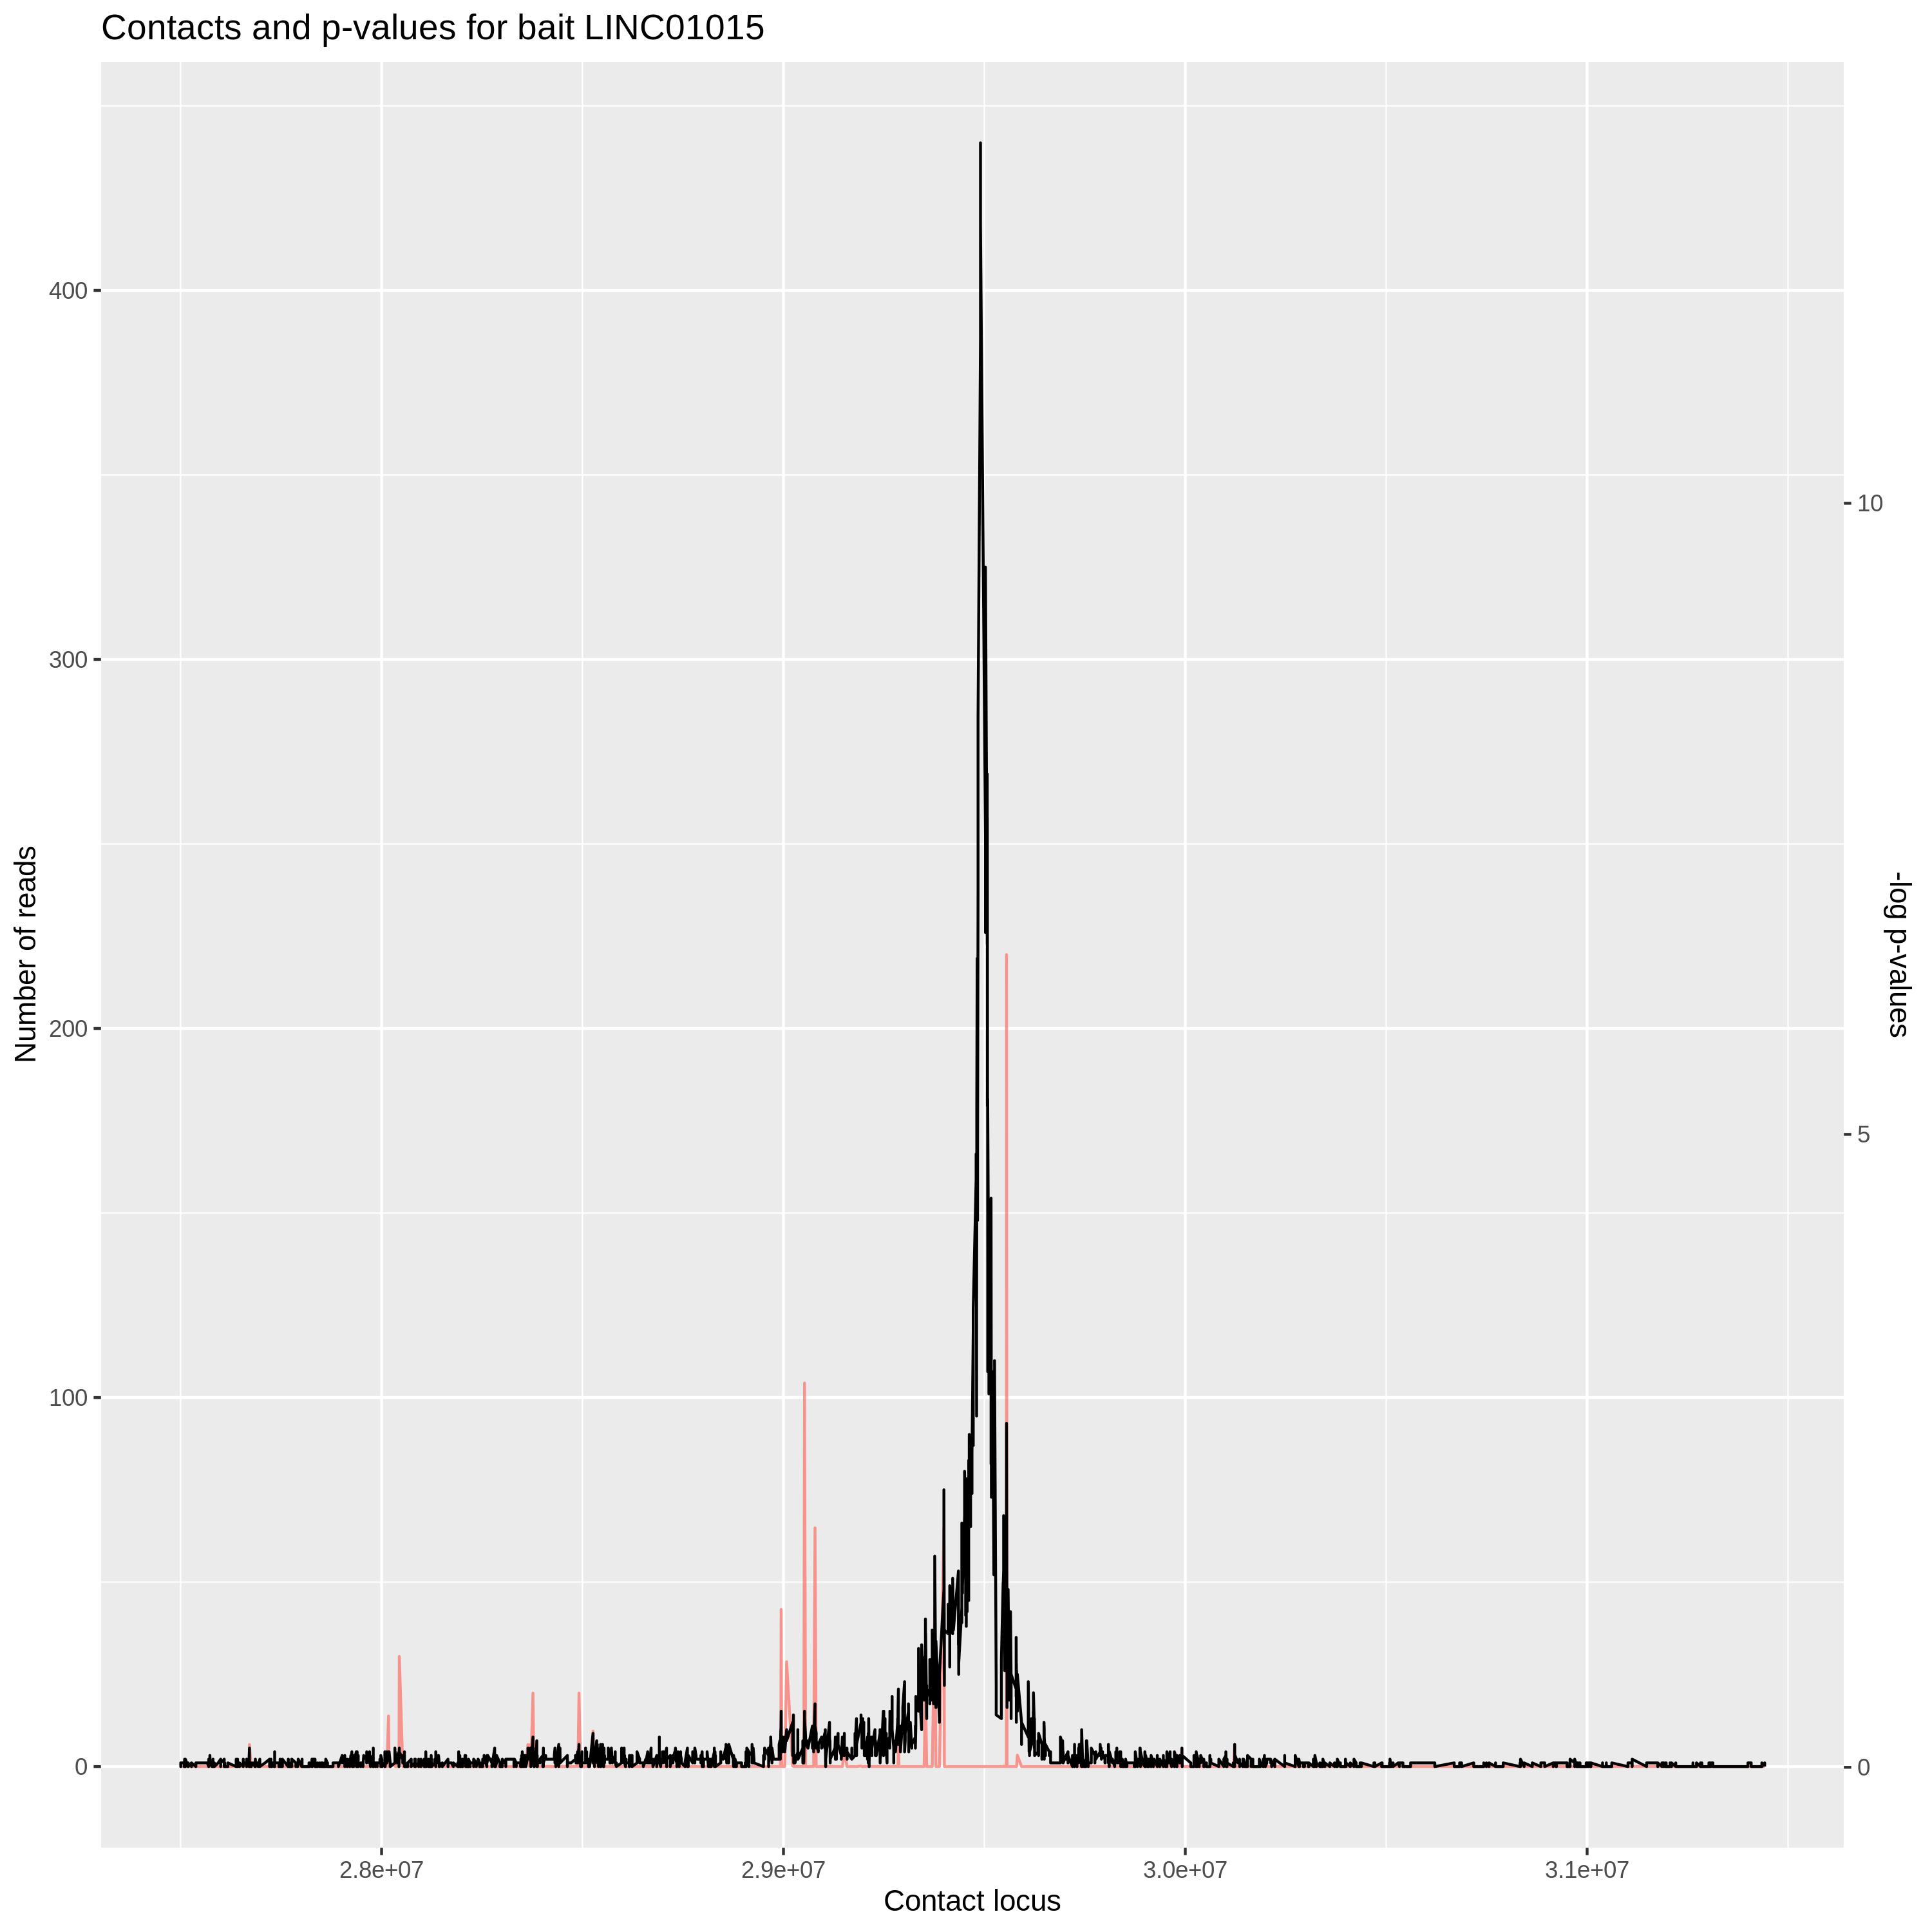 Contacts and p-values for bait LINC01015
400
300
200
100
0
Number of reads
10
5
0
-log p-values
2.8e+07
2.9e+07
3.0e+07
3.1e+07
Contact locus